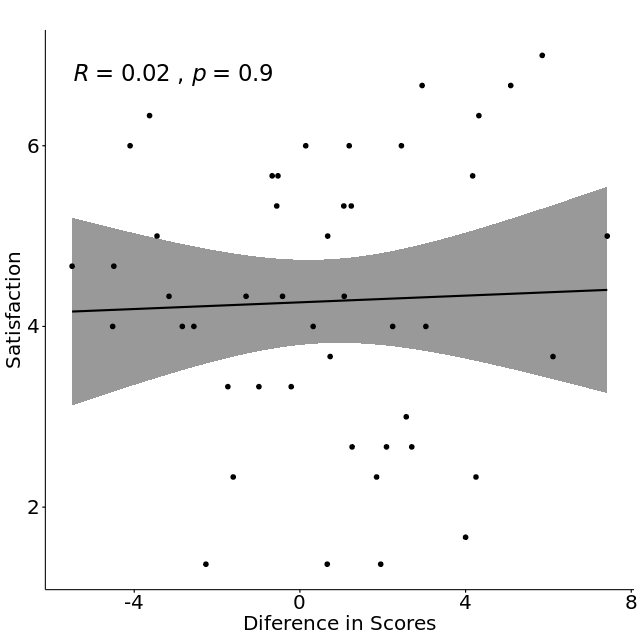 R = 0.02 , p = 0.9
6
4
2
Satisfaction
-4 0 4 8
Diference in Scores